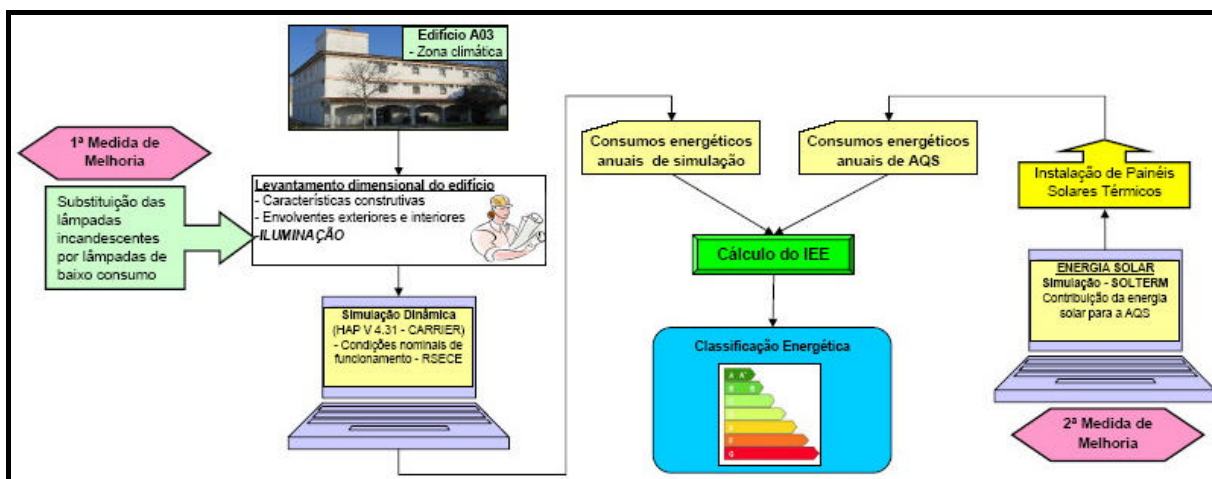 Edifício A03
- Zona climática
1ª Medida de
Melhoria
Substituição das
lâmpadas
incandescentes
por lâmpadas de
baixo consumo
Levantamento dimensional do edifício
- Características construtivas
- Envolventes exteriores e interiores
-ILUMINAÇÃO
Simulação Dinâmica
(HAP V 4.31 - CARRIER)
- Condições nominais de
funcionamento - RSECE
Consumos energéticos
anuais de simulação
Consumos energéticos
anuais de AQS
Cálculo do IEE
Classificação Energética
A A+
B B
G
Instalação de Painéis
Solares Térmicos
ENERGIA SOLAR
Simulação - SOLTERM
Contribuição da energia
solar para a AQS
2ª Medida de
Melhoria